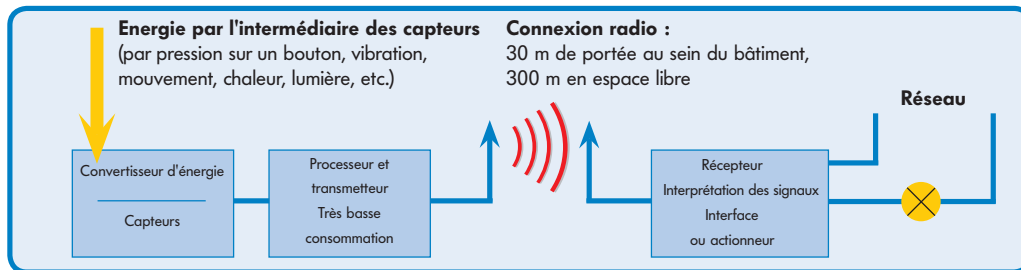 Energie par l'intermédiaire des capteurs
(par pression sur un bouton, vibration,
mouvement, chaleur, lumière, etc.)
Connexion radio :
30 m de portée au sein du bâtiment,
300 m en espace libre
Réseau
Convertisseur d'énergie
Capteurs
Processeur et
transmetteur
Très basse
consommation
Récepteur
Interprétation des signaux
Interface
ou actionneur